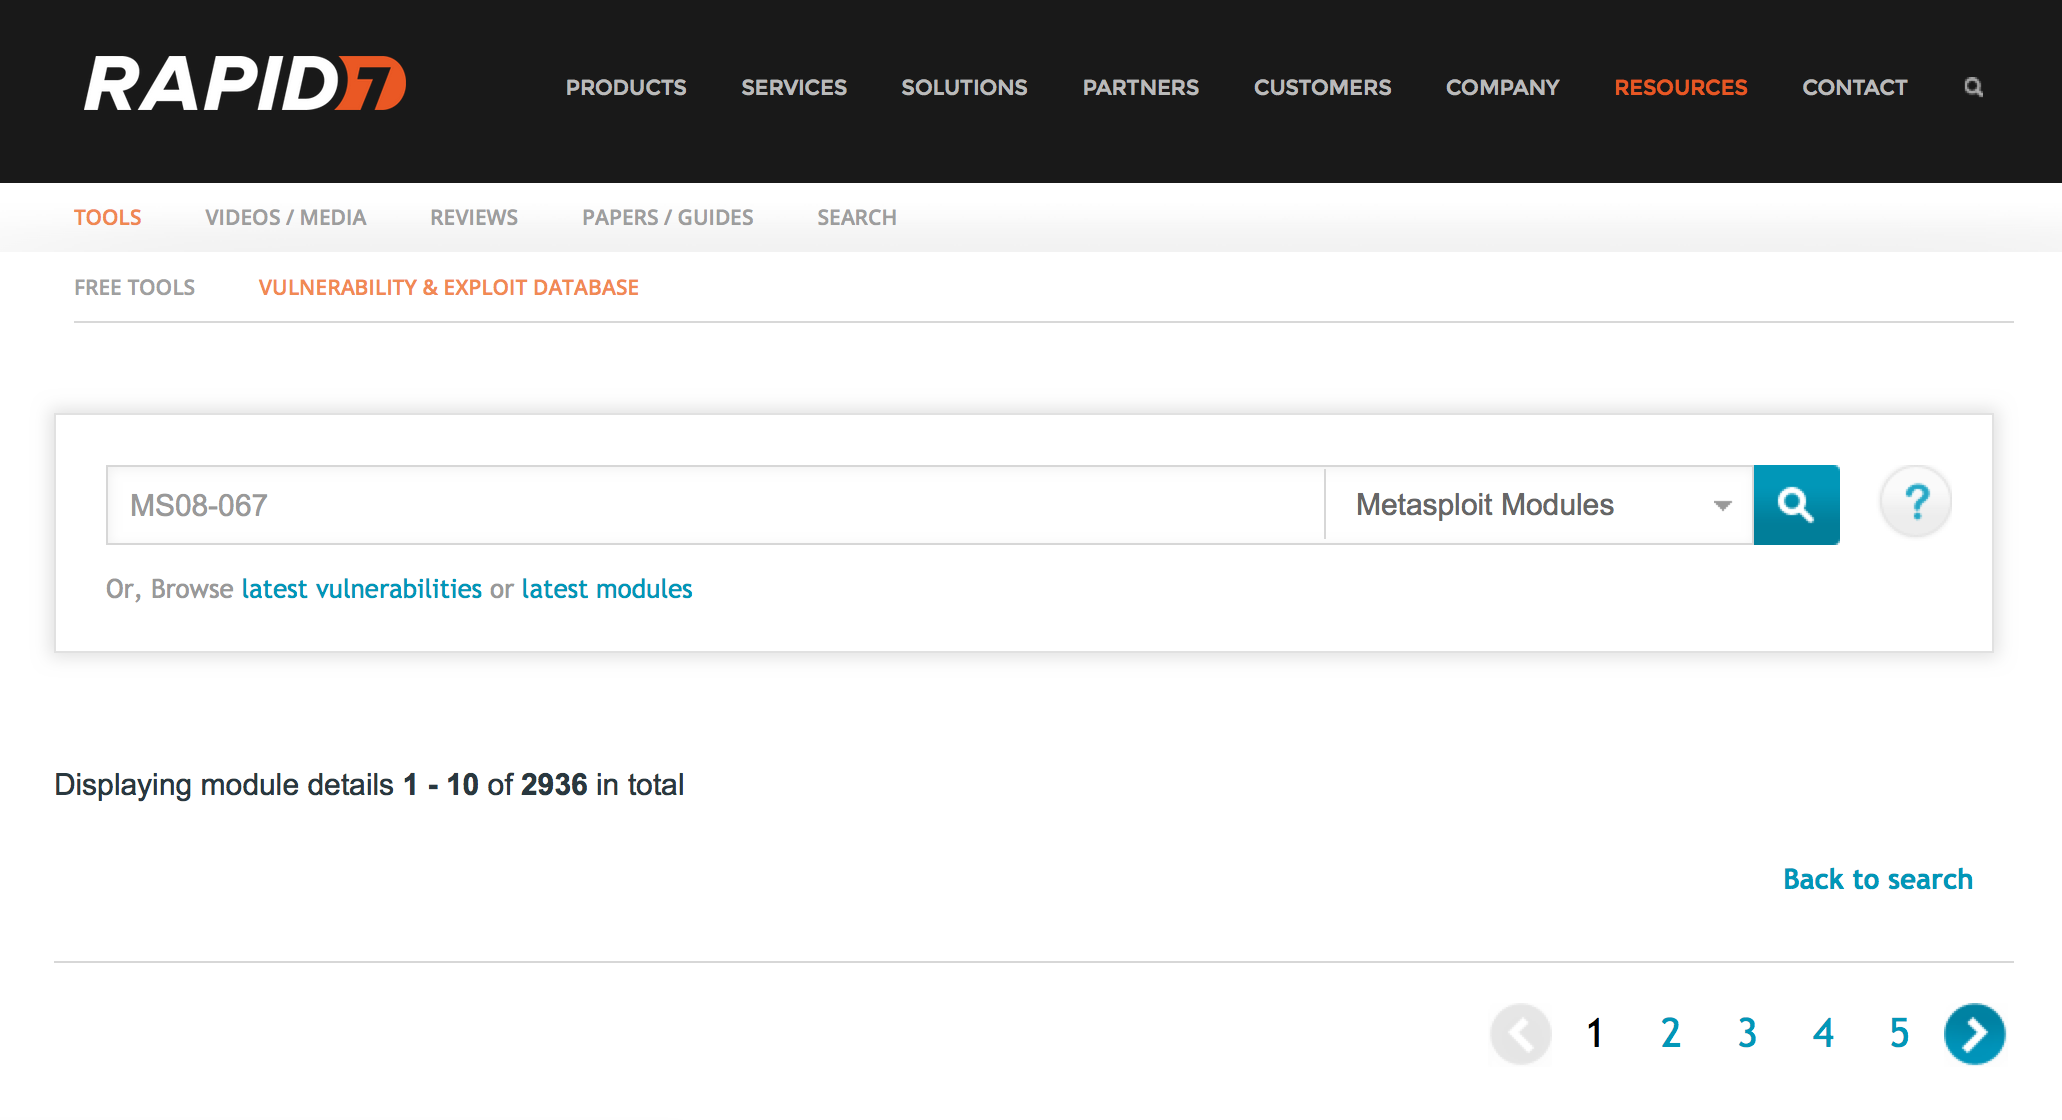 RAPID7
PRODUCTS SERVICES SOLUTIONS PARTNERS CUSTOMERS COMPANY RESOURCES CONTACT
TOOLS VIDEOS / MEDIA REVIEWS PAPERS / GUIDES SEARCH
FREE TOOLS VULNERABILITY & EXPLOIT DATABASE
MS08-067 Metasploit Modules ?
Or, Browse latest vulnerabilities or latest modules
Displaying module details 1 - 10 of 2936 in total
Back to search
1 2 3 4 5